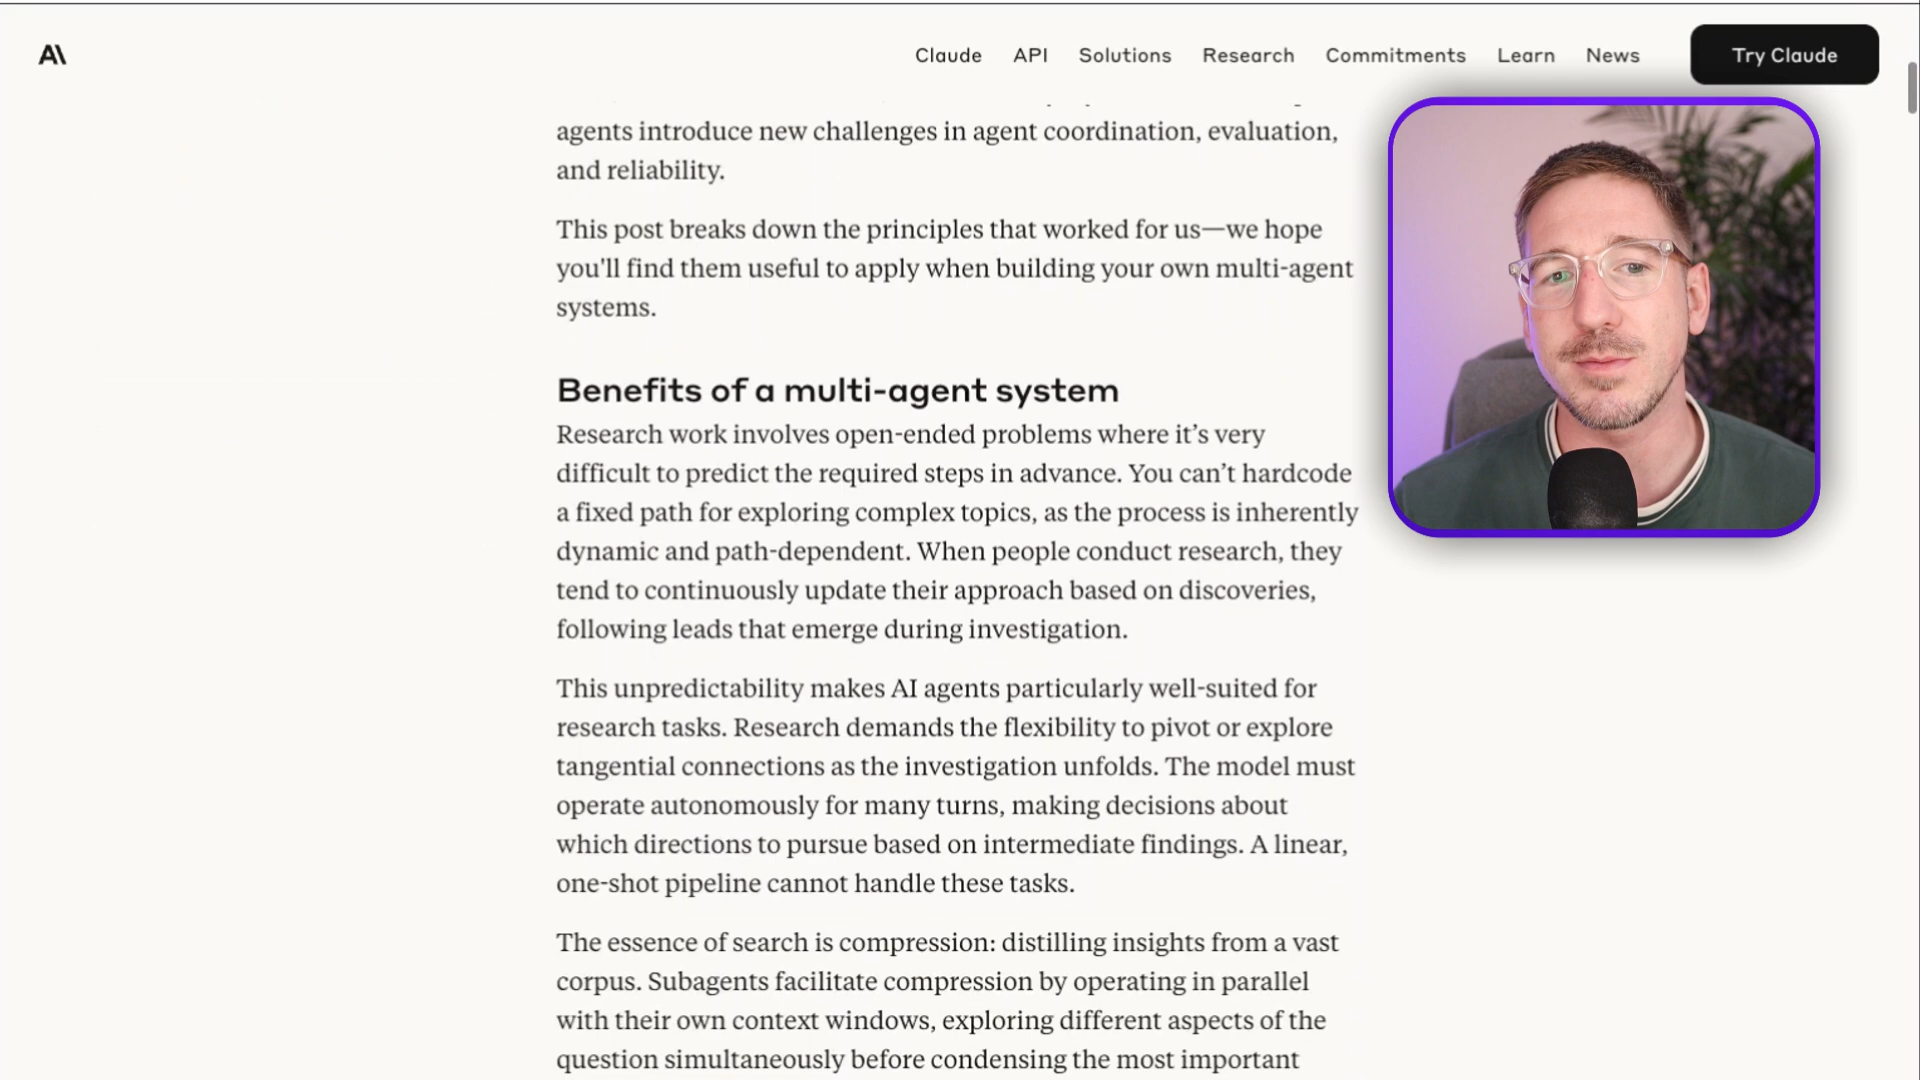 A\
Claude API Solutions Research Commitments Learn News Try Claude
agents introduce new challenges in agent coordination, evaluation,
and reliability.
This post breaks down the principles that worked for us—we hope
you'll find them useful to apply when building your own multi-agent
systems.
Benefits of a multi-agent system
Research work involves open-ended problems where it’s very
difficult to predict the required steps in advance. You can’t hardcode
a fixed path for exploring complex topics, as the process is inherently
dynamic and path-dependent. When people conduct research, they
tend to continuously update their approach based on discoveries,
following leads that emerge during investigation.
This unpredictability makes AI agents particularly well-suited for
research tasks. Research demands the flexibility to pivot or explore
tangential connections as the investigation unfolds. The model must
operate autonomously for many turns, making decisions about
which directions to pursue based on intermediate findings. A linear,
one-shot pipeline cannot handle these tasks.
The essence of search is compression: distilling insights from a vast
corpus. Subagents facilitate compression by operating in parallel
with their own context windows, exploring different aspects of the
question simultaneously before condensing the most important